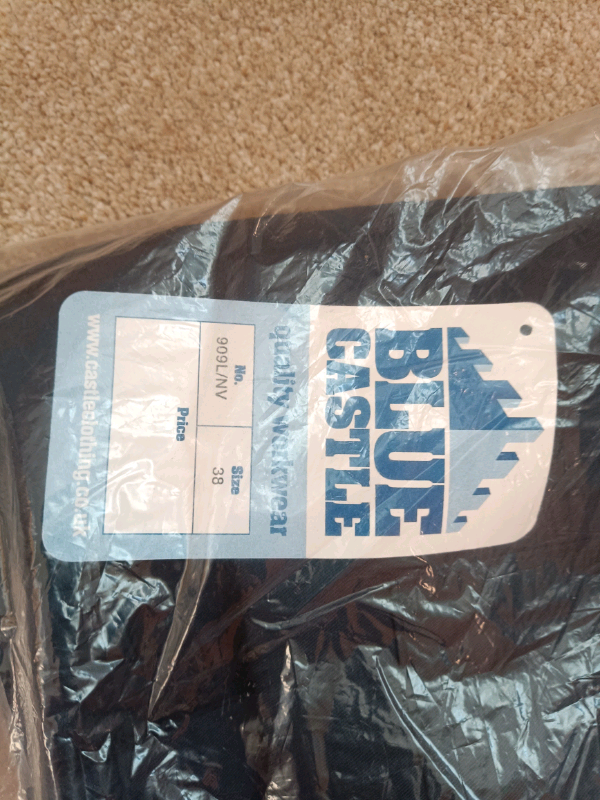 BLUE
CASTLE
quality workwear
No. Size
909L/NV 38
Price
www.castleclothing.co.uk